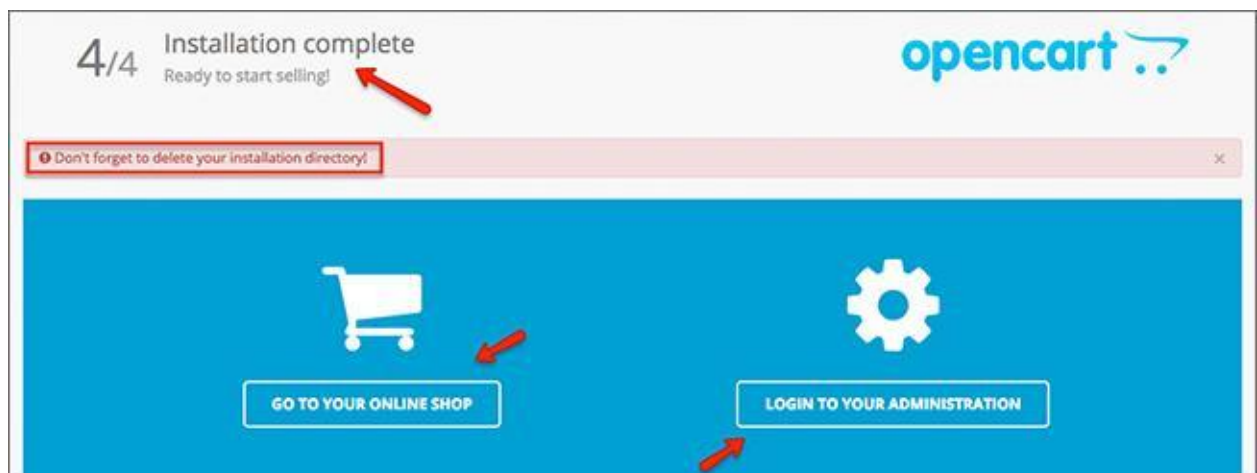 4/4
Installation complete
Ready to start selling!
opencart
Don't forget to delete your installation directory!
×
GO TO YOUR ONLINE SHOP
LOGIN TO YOUR ADMINISTRATION